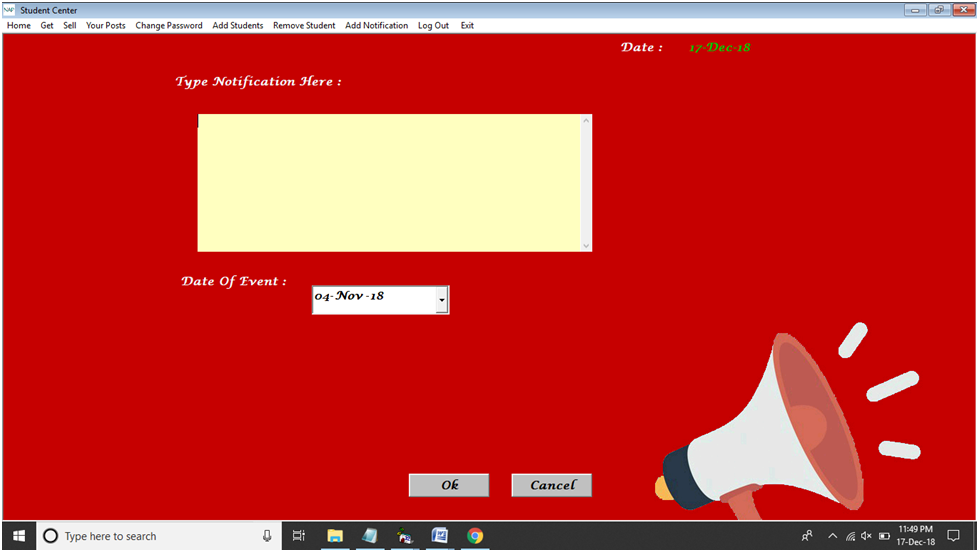 Student Center
Home Get Sell Your Posts Change Password Add Students Remove Student Add Notification Log Out Exit
Date : 17-Dec-18
Type Notification Here :
Date Of Event :
04-Nov-18
Ok Cancel
Type here to search
11:49 PM
17-Dec-18